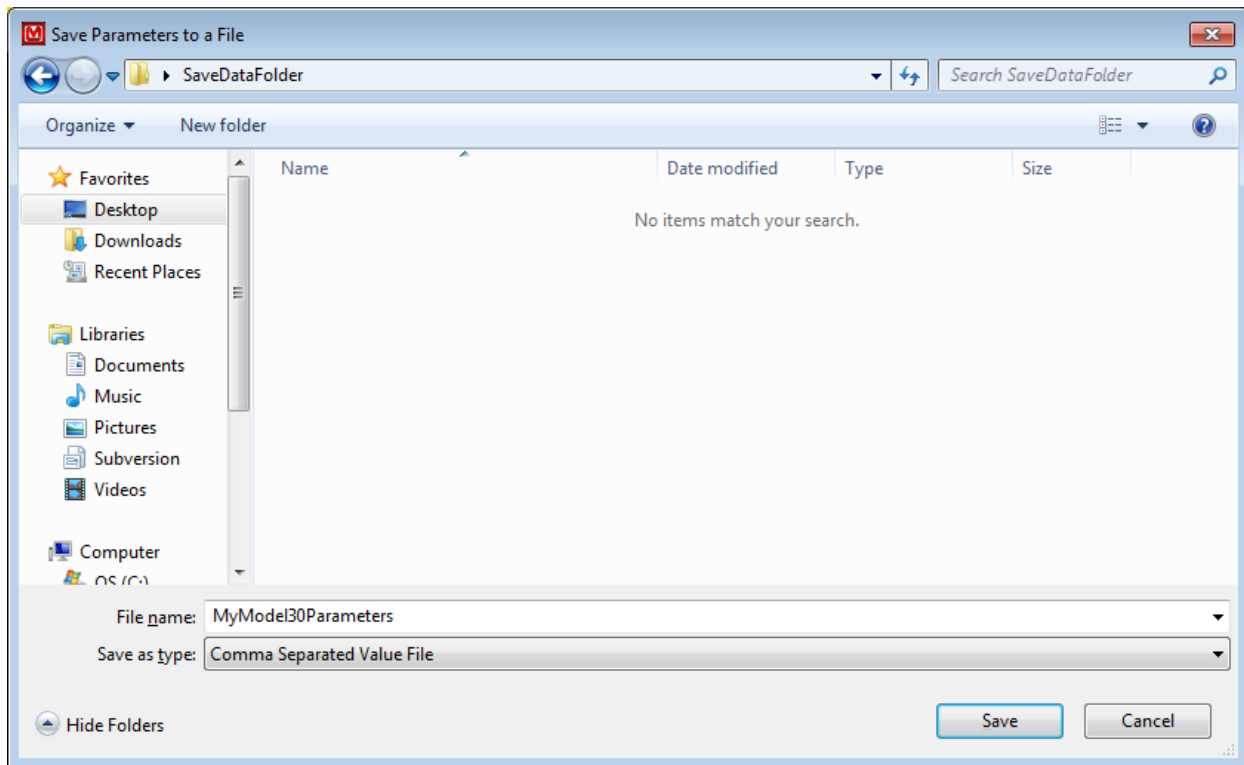 Save Parameters to a File
SaveDataFolder
Search SaveDataFolder
Organize
New folder
Name
Date modified
Type
Size
No items match your search.
Favorites
Desktop
Downloads
Recent Places
Libraries
Documents
Music
Pictures
Subversion
Videos
Computer
OS (C:)
File name: MyModel30Parameters
Save as type: Comma Separated Value File
Hide Folders
Save
Cancel